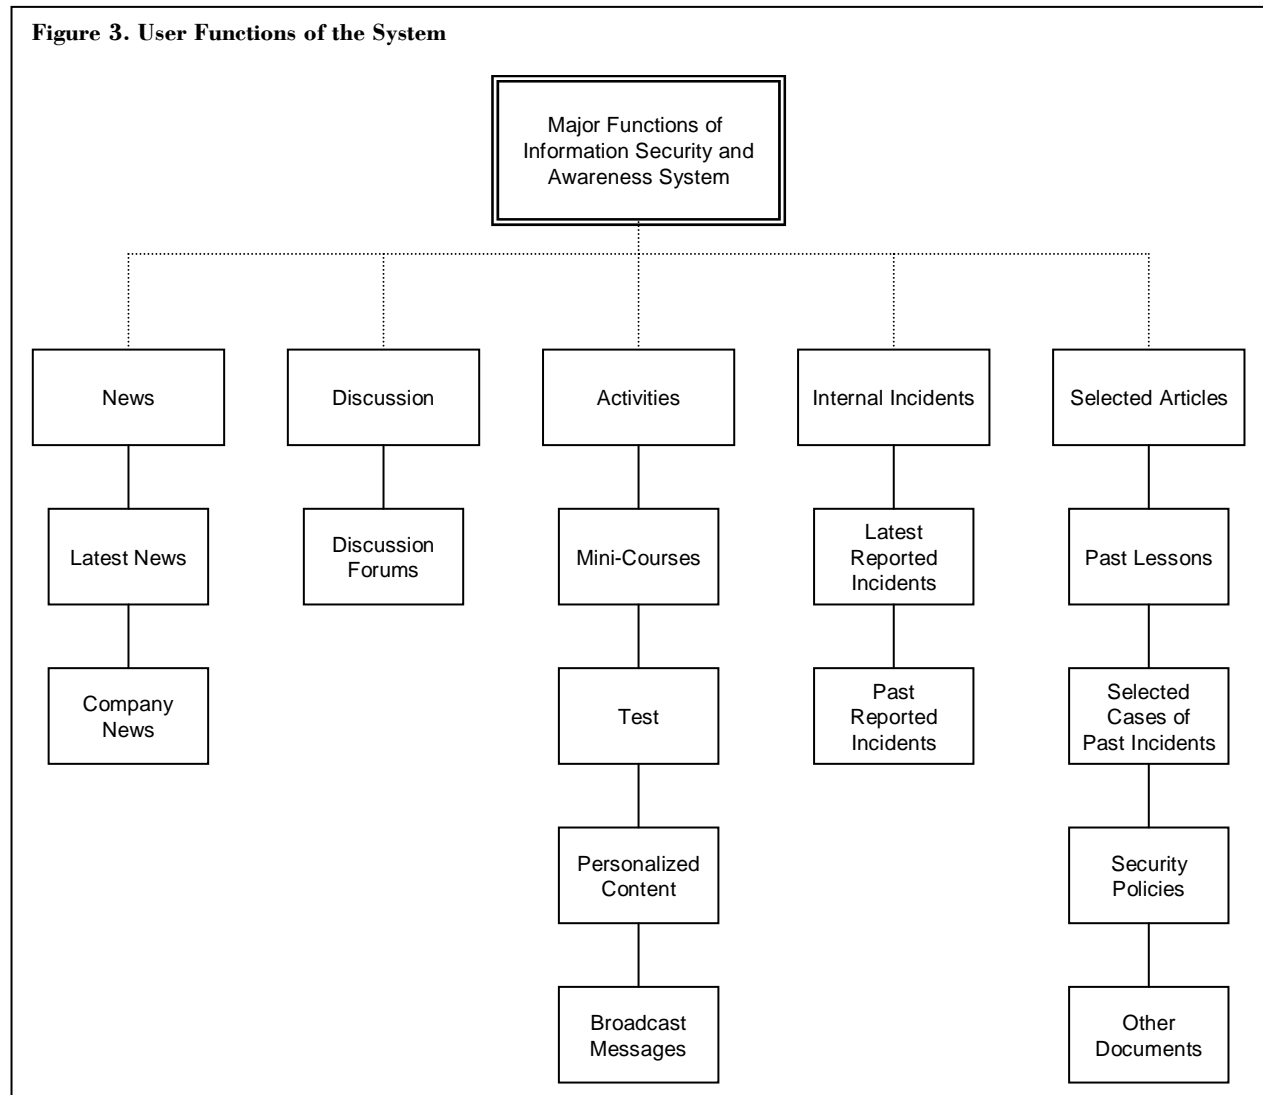 Figure 3. User Functions of the System
Major Functions of
Information Security and
Awareness System
News
Discussion
Activities
Internal Incidents
Selected Articles
Latest News
Discussion
Forums
Mini-Courses
Latest
Reported
Incidents
Past Lessons
Company
News
Test
Past
Reported
Incidents
Selected
Cases of
Past Incidents
Personalized
Content
Security
Policies
Broadcast
Messages
Other
Documents